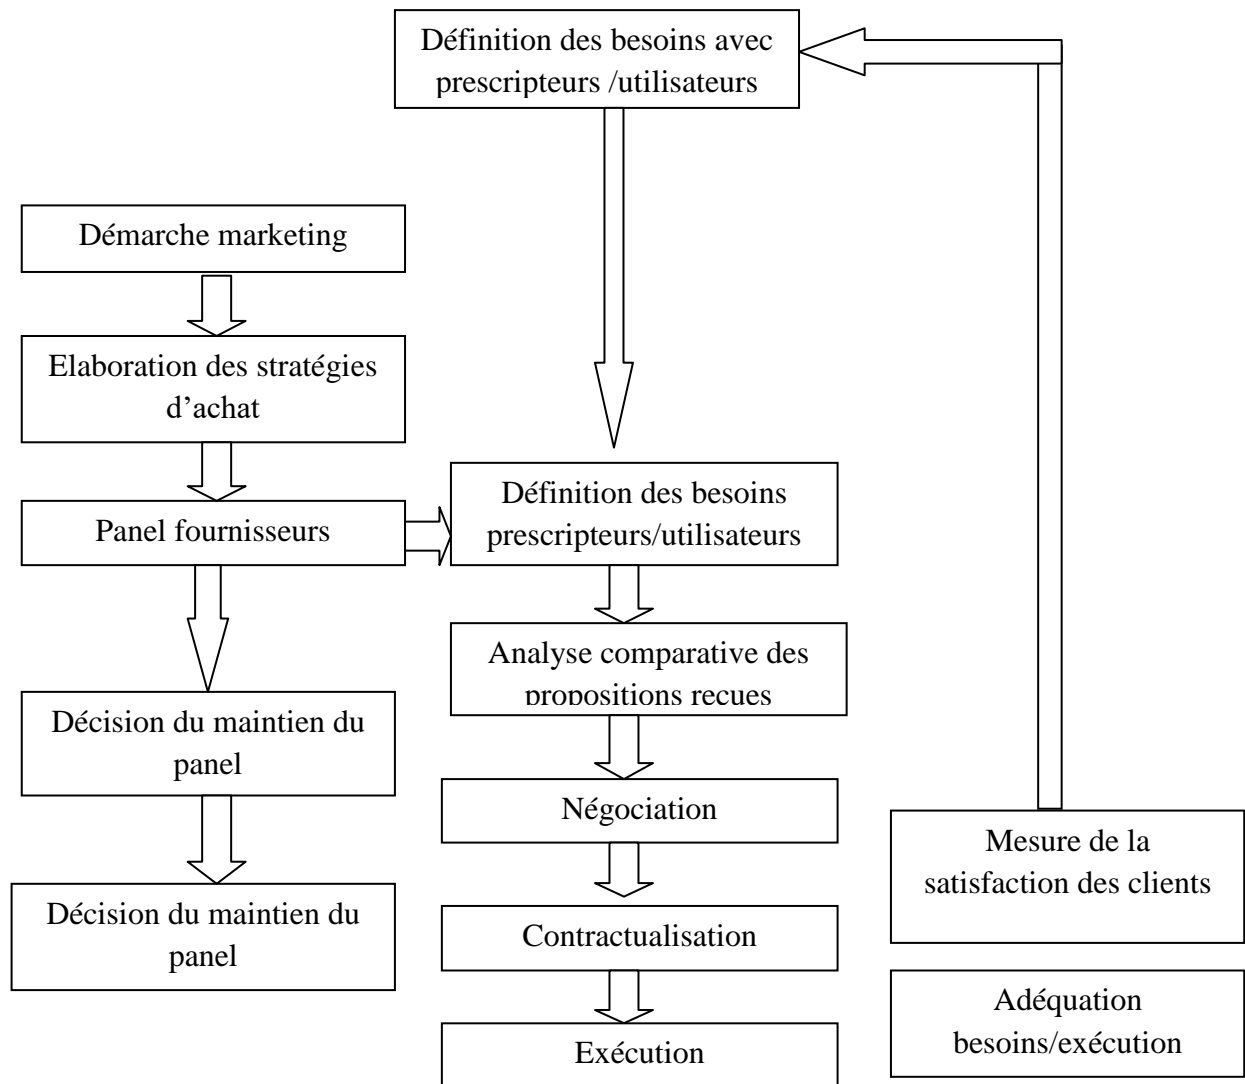 Définition des besoins avec
prescripteurs /utilisateurs
Démarche marketing
Elaboration des stratégies
d’achat
Panel fournisseurs
Définition des besoins
prescripteurs/utilisateurs
Analyse comparative des
propositions recues
Décision du maintien du
panel
Négociation
Mesure de la
satisfaction des clients
Décision du maintien du
panel
Contractualisation
Adéquation
besoins/exécution
Exécution